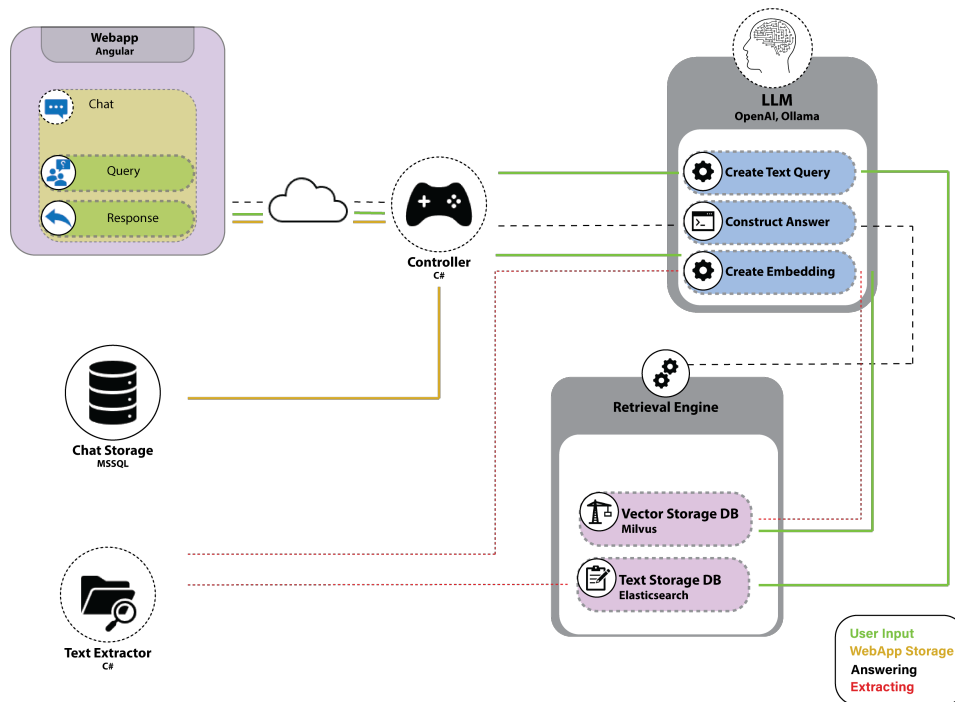 Webapp
Angular
Chat
Query
Response
Controller
C#
LLM
OpenAI, Ollama
Create Text Query
Construct Answer
Create Embedding
Chat Storage
MSSQL
Retrieval Engine
Vector Storage DB
Milvus
Text Storage DB
Elasticsearch
Text Extractor
C#
User Input
WebApp Storage
Answering
Extracting